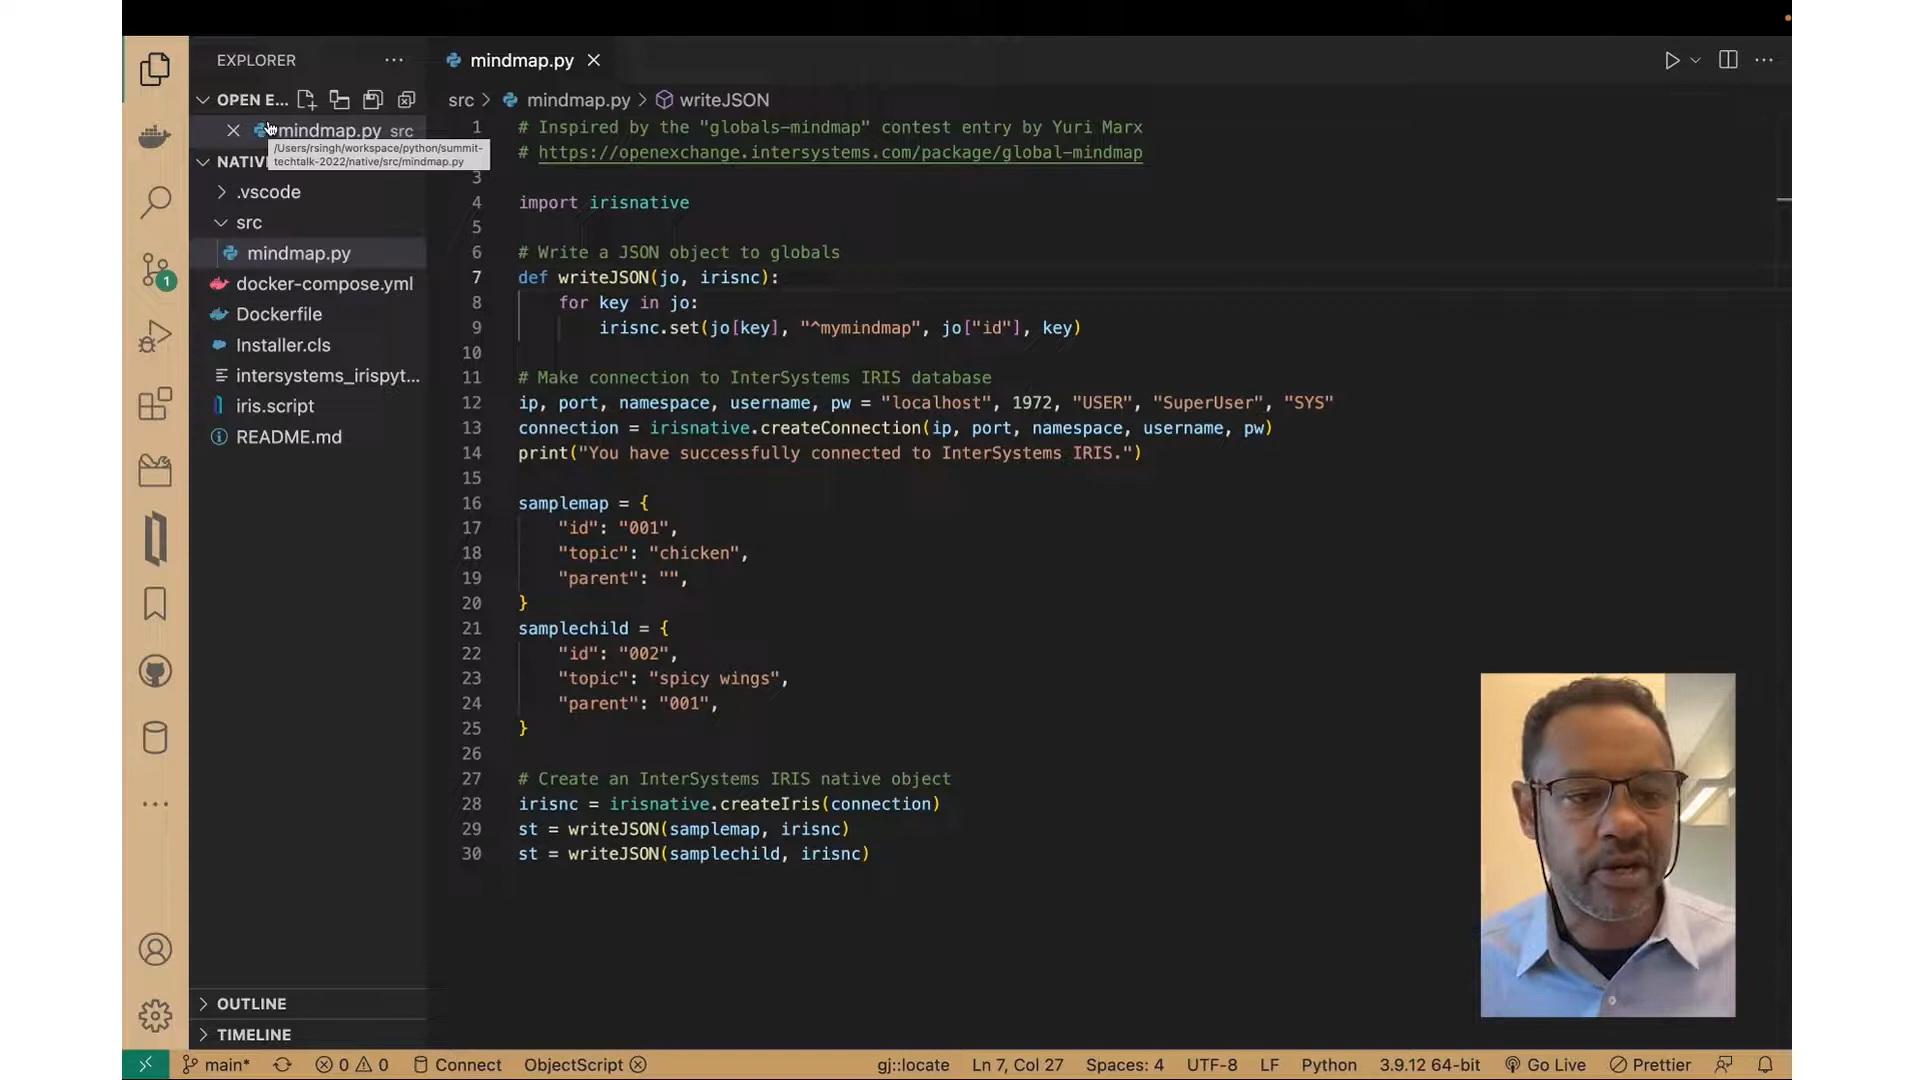 EXPLORER
mindmap.py
OPEN E...
src > mindmap.py > writeJSON
mindmap.py src
/Users/rsingh/workspace/python/summit-
techtalk-2022/native/src/mindmap.py
NATIV
.vscode
src
mindmap.py
docker-compose.yml
Dockerfile
Installer.cls
intersystems_irispyt...
iris.script
README.md
OUTLINE
TIMELINE
1 # Inspired by the "globals-mindmap" contest entry by Yuri Marx
# https://openexchange.intersystems.com/package/global-mindmap
3
4 import irisnative
5
6 # Write a JSON object to globals
7 def writeJSON(jo, irisnc):
8 for key in jo:
9 irisnc.set(jo[key], "^mymindmap", jo["id"], key)
10
11 # Make connection to InterSystems IRIS database
12 ip, port, namespace, username, pw = "localhost", 1972, "USER", "SuperUser", "SYS"
13 connection = irisnative.createConnection(ip, port, namespace, username, pw)
14 print("You have successfully connected to InterSystems IRIS.")
15
16 samplemap = {
17 "id": "001",
18 "topic": "chicken",
19 "parent": "",
20 }
21 samplechild = {
22 "id": "002",
23 "topic": "spicy wings",
24 "parent": "001",
25 }
26
27 # Create an InterSystems IRIS native object
28 irisnc = irisnative.createIris(connection)
29 st = writeJSON(samplemap, irisnc)
30 st = writeJSON(samplechild, irisnc)
1
main* 0 0 Connect ObjectScript gj::locate Ln 7, Col 27 Spaces: 4 UTF-8 LF Python 3.9.12 64-bit Go Live Prettier